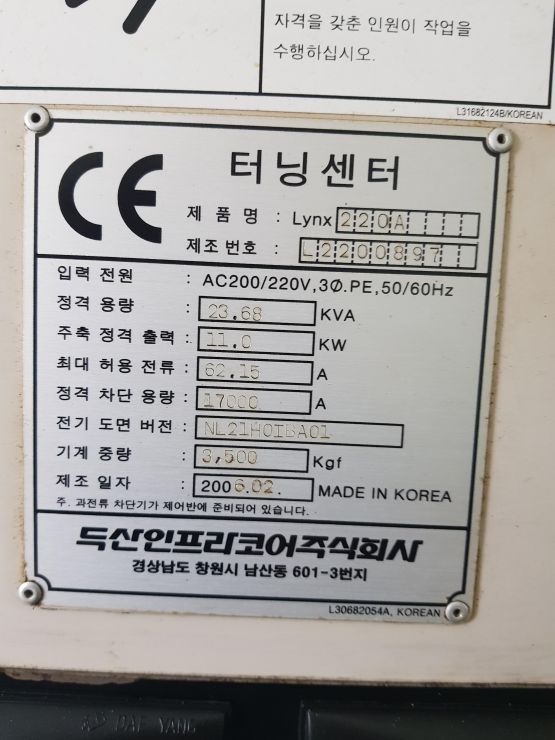 자격을 갖춘 인원이 작업을
수행하십시오.
L31682124B/KOREAN
CE 터닝센터
제 품 명 : Lynx 220A
제조번호 : L2200897
입력 전원 : AC200/220V,3Ø.PE,50/60Hz
정격 용량 : 23.68 KVA
주축 정격 출력 : 11.0 KW
최대 허용 전류 : 62.15 A
정격 차단 용량 : 17000 A
전기 도면 버전 : NL21H0IBA01
기계 중량 : 3,500 Kgf
제조 일자 : 2006.02. MADE IN KOREA
주. 과전류 차단기가 제어반에 준비되어 있습니다.
두산인프라코어주식회사
경상남도 창원시 남산동 601-3번지
L30682054A, KOREAN
DAE YANG